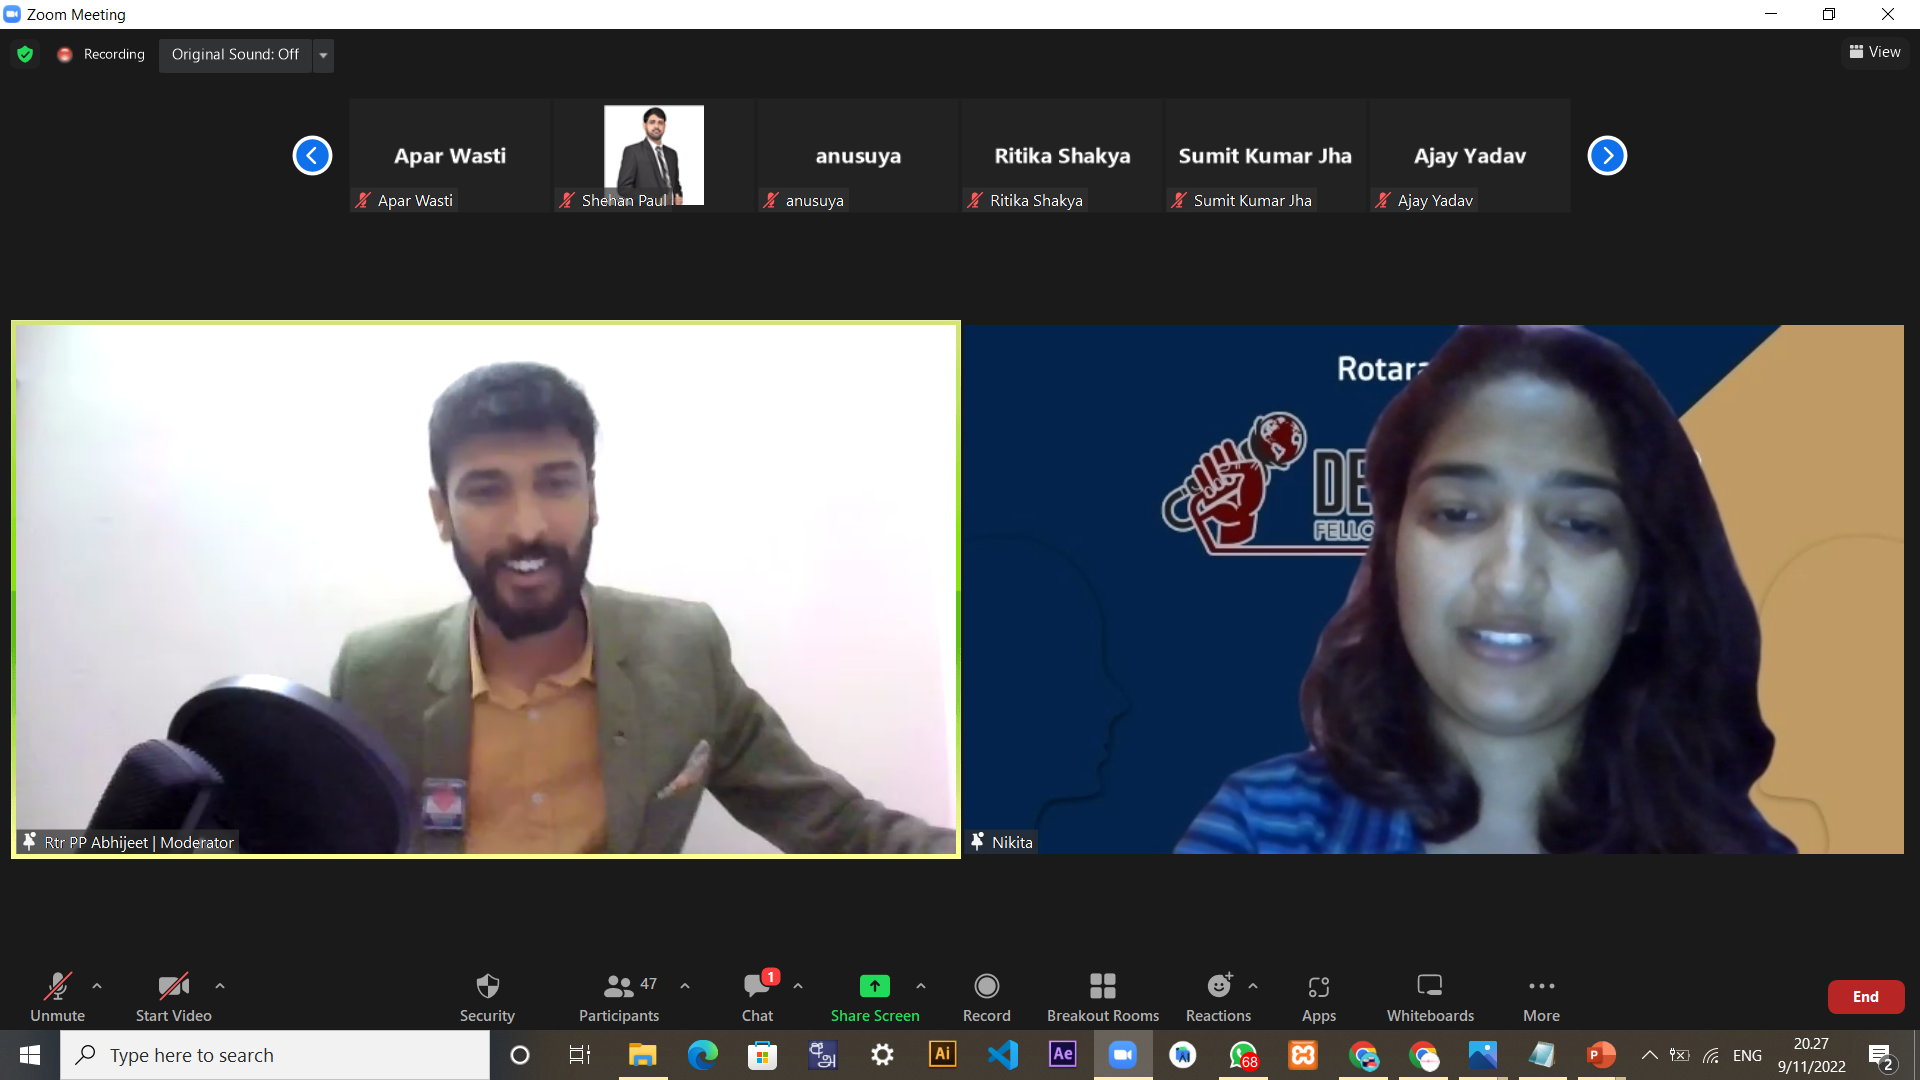 Zoom Meeting
Recording
Original Sound: Off
View
Apar Wasti
anusuya
Ritika Shakya
Sumit Kumar Jha
Ajay Yadav
Apar Wasti
Shehan Paul
anusuya
Ritika Shakya
Sumit Kumar Jha
Ajay Yadav
Rotara
DE
FELLO
Rtr PP Abhijeet | Moderator
Nikita
47
1
Unmute
Start Video
Security
Participants
Chat
Share Screen
Record
Breakout Rooms
Reactions
Apps
Whiteboards
More
End
Type here to search
Ai
Ae
68
P
ENG
20.27
9/11/2022
2